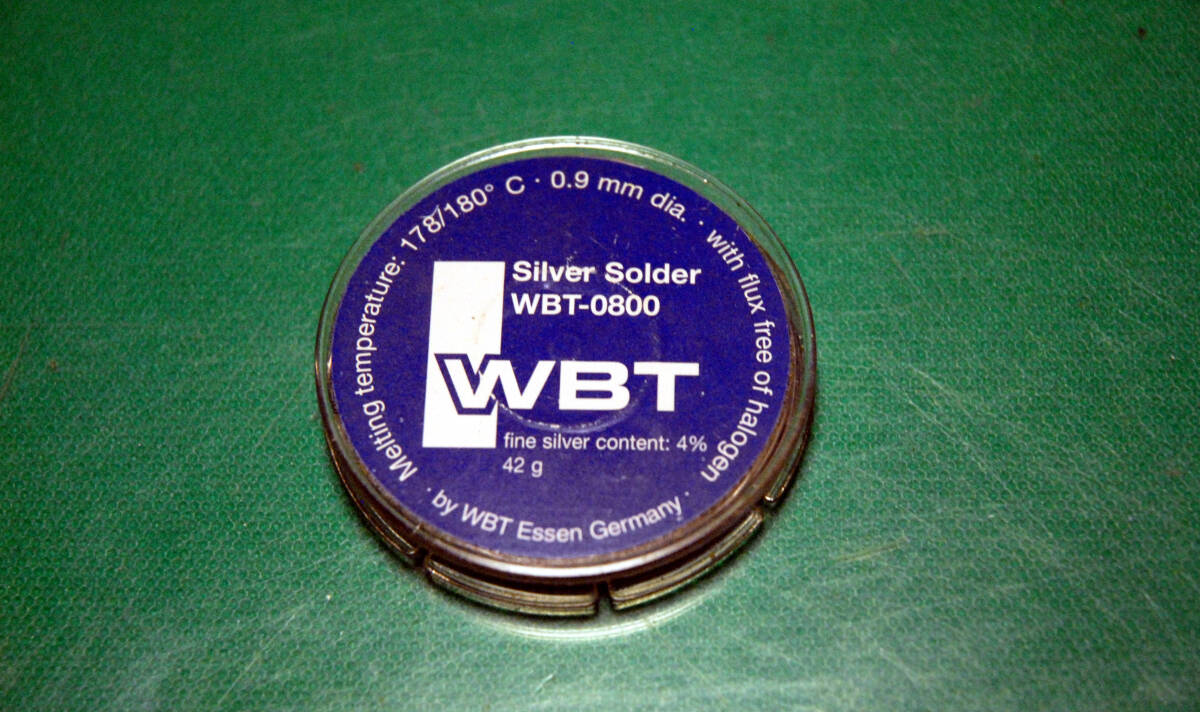 Melting temperature: 178/180° C · 0.9 mm dia. · with flux free of halogen
Silver Solder
WBT-0800
WBT
fine silver content: 4%
42 g
· by WBT Essen Germany ·